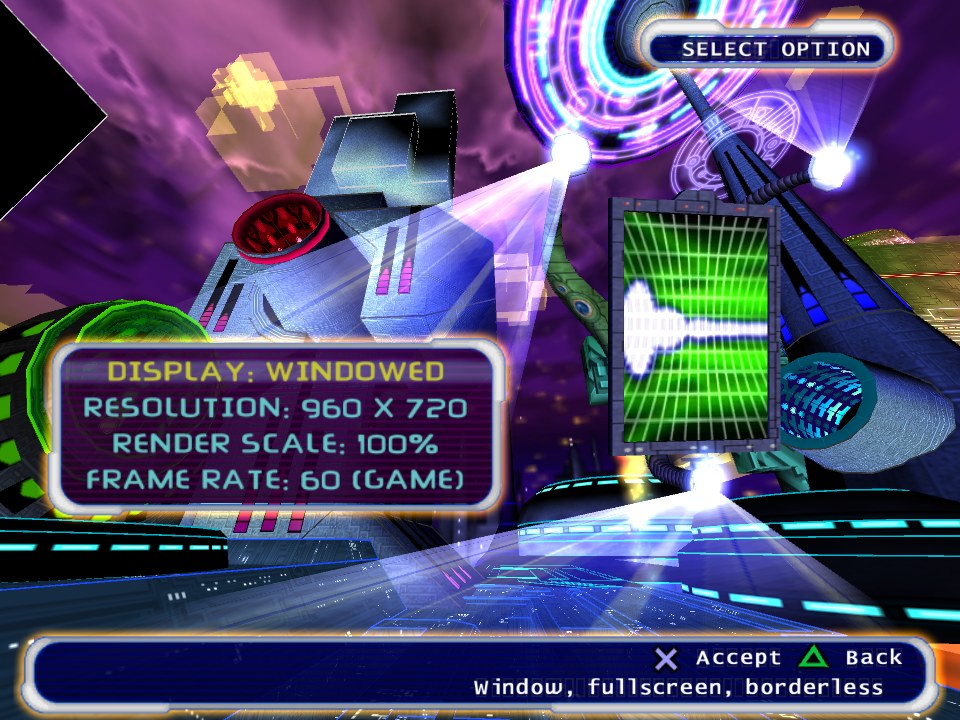 SELECT OPTION
DISPLAY: WINDOWED
RESOLUTION: 960 X 720
RENDER SCALE: 100%
FRAME RATE: 60 (GAME)
Accept Back
Window, fullscreen, borderless